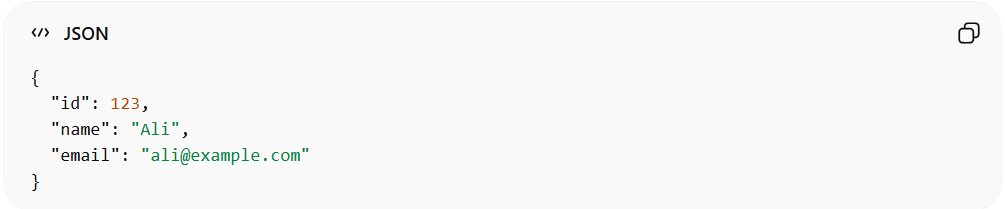 JSON
{
  "id": 123,
  "name": "Ali",
  "email": "ali@example.com"
}